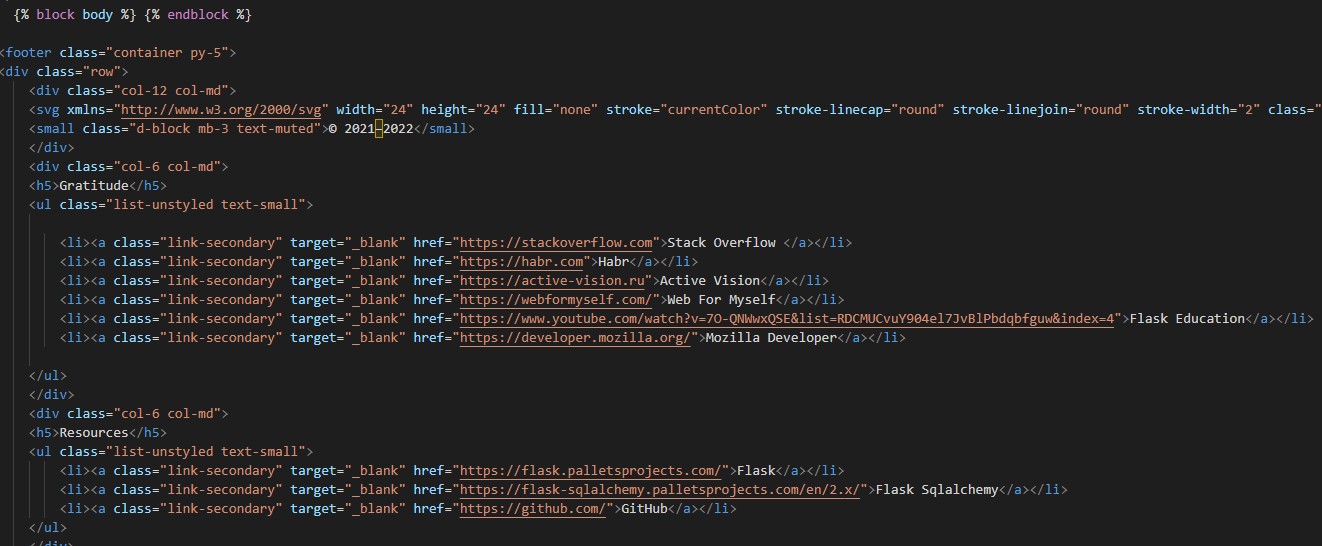 {% block body %} {% endblock %}
<footer class="container py-5">
<div class="row">
<div class="col-12 col-md">
<svg xmlns="http://www.w3.org/2000/svg" width="24" height="24" fill="none" stroke="currentColor" stroke-linecap="round" stroke-linejoin="round" stroke-width="2" class="
<small class="d-block mb-3 text-muted">© 2021–2022</small>
</div>
<div class="col-6 col-md">
<h5>Gratitude</h5>
<ul class="list-unstyled text-small">
<li><a class="link-secondary" target="_blank" href="https://stackoverflow.com">Stack Overflow </a></li>
<li><a class="link-secondary" target="_blank" href="https://habr.com">Habr</a></li>
<li><a class="link-secondary" target="_blank" href="https://active-vision.ru">Active Vision</a></li>
<li><a class="link-secondary" target="_blank" href="https://webformyself.com/">Web For Myself</a></li>
<li><a class="link-secondary" target="_blank" href="https://www.youtube.com/watch?v=7O-QNWwxQSE&list=RDCMUCvuY904el7JvBlPbdqbfguw&index=4">Flask Education</a></li>
<li><a class="link-secondary" target="_blank" href="https://developer.mozilla.org/">Mozilla Developer</a></li>
</ul>
</div>
<div class="col-6 col-md">
<h5>Resources</h5>
<ul class="list-unstyled text-small">
<li><a class="link-secondary" target="_blank" href="https://flask.palletsprojects.com/">Flask</a></li>
<li><a class="link-secondary" target="_blank" href="https://flask-sqlalchemy.palletsprojects.com/en/2.x/">Flask Sqlalchemy</a></li>
<li><a class="link-secondary" target="_blank" href="https://github.com/">GitHub</a></li>
</ul>
</div>